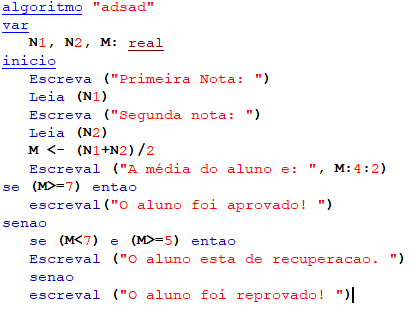 algoritmo "adsad"
var
N1, N2, M: real
inicio
Escreva ("Primeira Nota: ")
Leia (N1)
Escreva ("Segunda nota: ")
Leia (N2)
M <- (N1+N2)/2
Escreval ("A média do aluno e: ", M:4:2)
se (M>=7) entao
escreval("O aluno foi aprovado! ")
senao
se (M<7) e (M>=5) entao
Escreval ("O aluno esta de recuperacao. ")
senao
escreval ("O aluno foi reprovado! ")